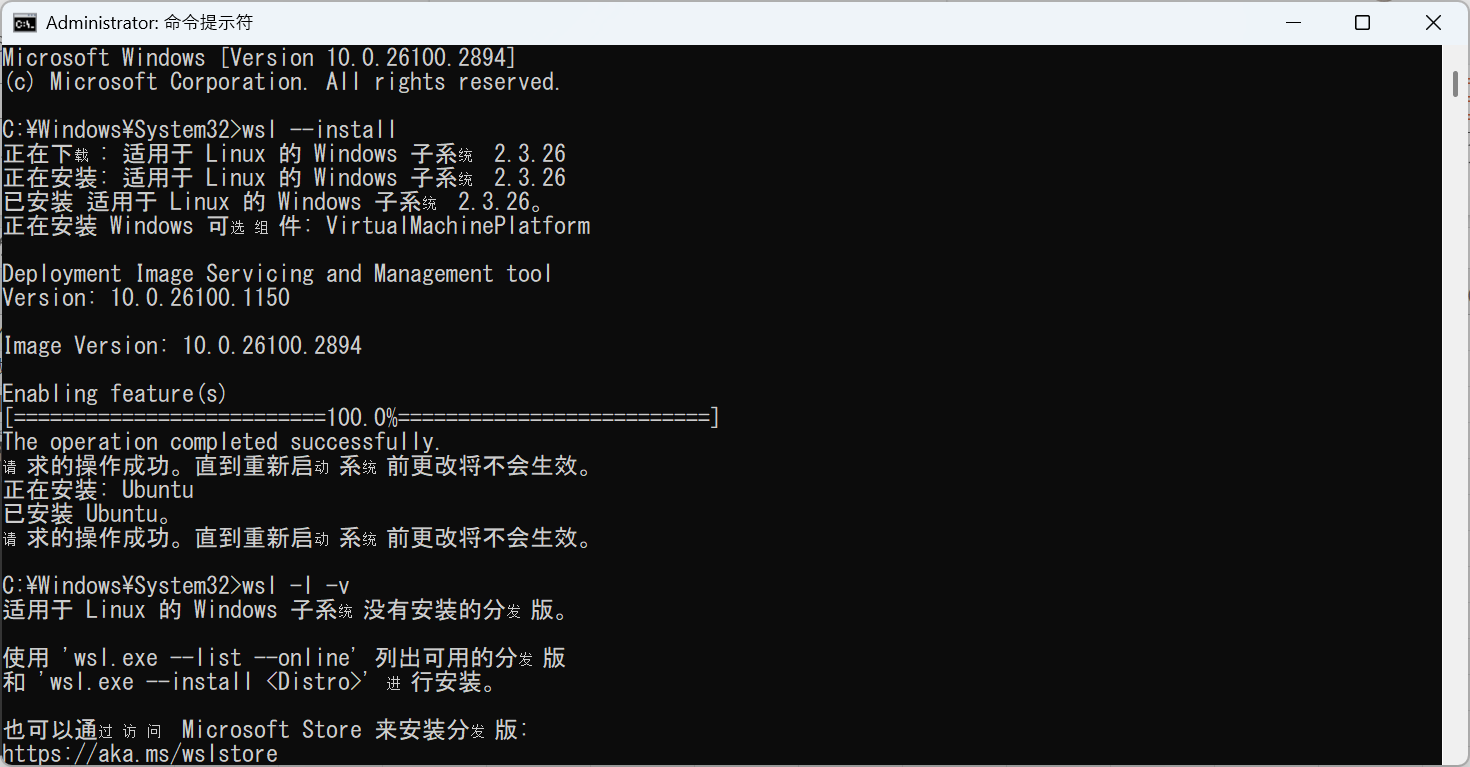 Administrator: 命令提示符
Microsoft Windows [Version 10.0.26100.2894]
(c) Microsoft Corporation. All rights reserved.
C:¥Windows¥System32>wsl --install
正在下载 : 适用于 Linux 的 Windows 子系统 2.3.26
正在安装: 适用于 Linux 的 Windows 子系统 2.3.26
已安装 适用于 Linux 的 Windows 子系统 2.3.26。
正在安装 Windows 可选组件: VirtualMachinePlatform
Deployment Image Servicing and Management tool
Version: 10.0.26100.1150
Image Version: 10.0.26100.2894
Enabling feature(s)
[==========================100.0%==========================]
The operation completed successfully.
请求的操作成功。直到重新启动系统前更改将不会生效。
正在安装: Ubuntu
已安装 Ubuntu。
请求的操作成功。直到重新启动系统前更改将不会生效。
C:¥Windows¥System32>wsl -l -v
适用于 Linux 的 Windows 子系统没有安装的分发版。
使用 'wsl.exe --list --online' 列出可用的分发版
和 'wsl.exe --install <Distro>' 进行安装。
也可以通过访问 Microsoft Store 来安装分发版:
https://aka.ms/wslstore